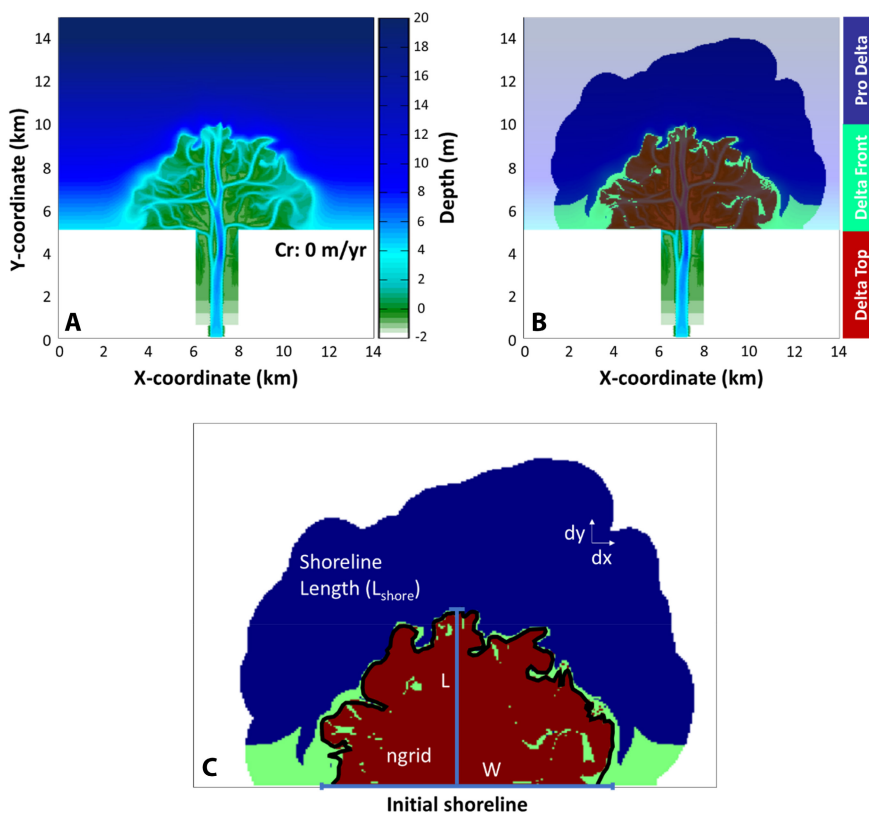 14
12
10
8
6
4
2
0
Y-coordinate (km)
A
Cr: 0 m/yr
0 2 4 6 8 10 12 14
X-coordinate (km)
20
18
16
14
12
10
8
6
4
2
0
-2
Depth (m)
14
12
10
8
6
4
2
0
B
0 2 4 6 8 10 12 14
X-coordinate (km)
Pro Delta
Delta Front
Delta Top
dy
dx
Shoreline
Length (Lshore)
L
ngrid
W
C
Initial shoreline